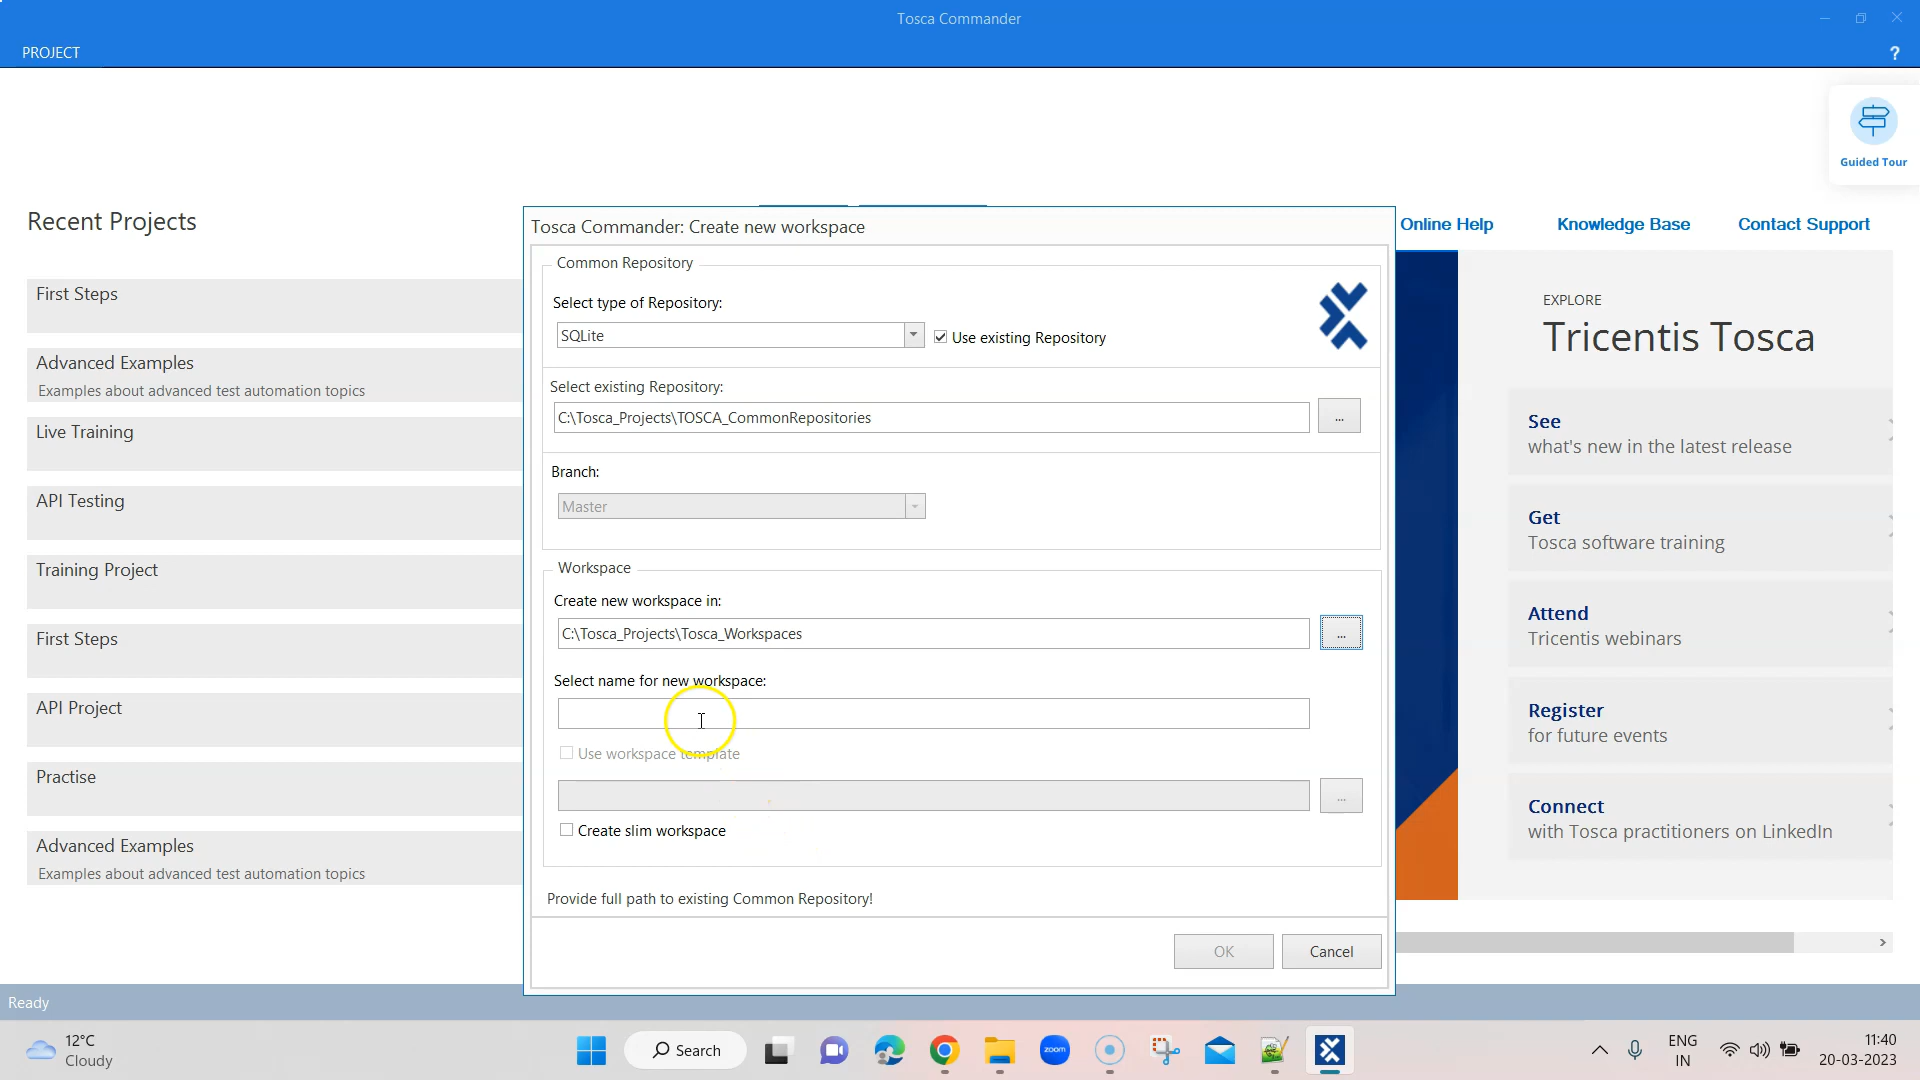 Tosca Commander
PROJECT
?
Guided Tour
Recent Projects
First Steps
Advanced Examples
Examples about advanced test automation topics
Live Training
API Testing
Training Project
First Steps
API Project
Practise
Advanced Examples
Examples about advanced test automation topics
Tosca Commander: Create new workspace
Common Repository
Select type of Repository:
SQLite
Use existing Repository
Select existing Repository:
C:\Tosca_Projects\TOSCA_CommonRepositories
...
Branch:
Master
Workspace
Create new workspace in:
C:\Tosca_Projects\Tosca_Workspaces
...
Select name for new workspace:
Use workspace template
...
Create slim workspace
Provide full path to existing Common Repository!
OK
Cancel
Online Help
Knowledge Base
Contact Support
EXPLORE
Tricentis Tosca
See
what's new in the latest release
Get
Tosca software training
Attend
Tricentis webinars
Register
for future events
Connect
with Tosca practitioners on LinkedIn
Ready
12°C
Cloudy
Search
zoom
ENG
IN
11:40
20-03-2023